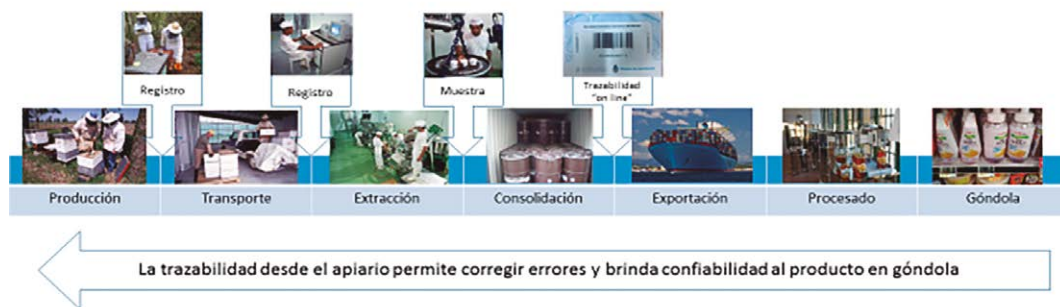 Registro
Registro
Muestra
Trazabilidad
"on line"
Producción
Transporte
Extracción
Consolidación
Exportación
Procesado
Góndola
La trazabilidad desde el apiario permite corregir errores y brinda confiabilidad al producto en góndola